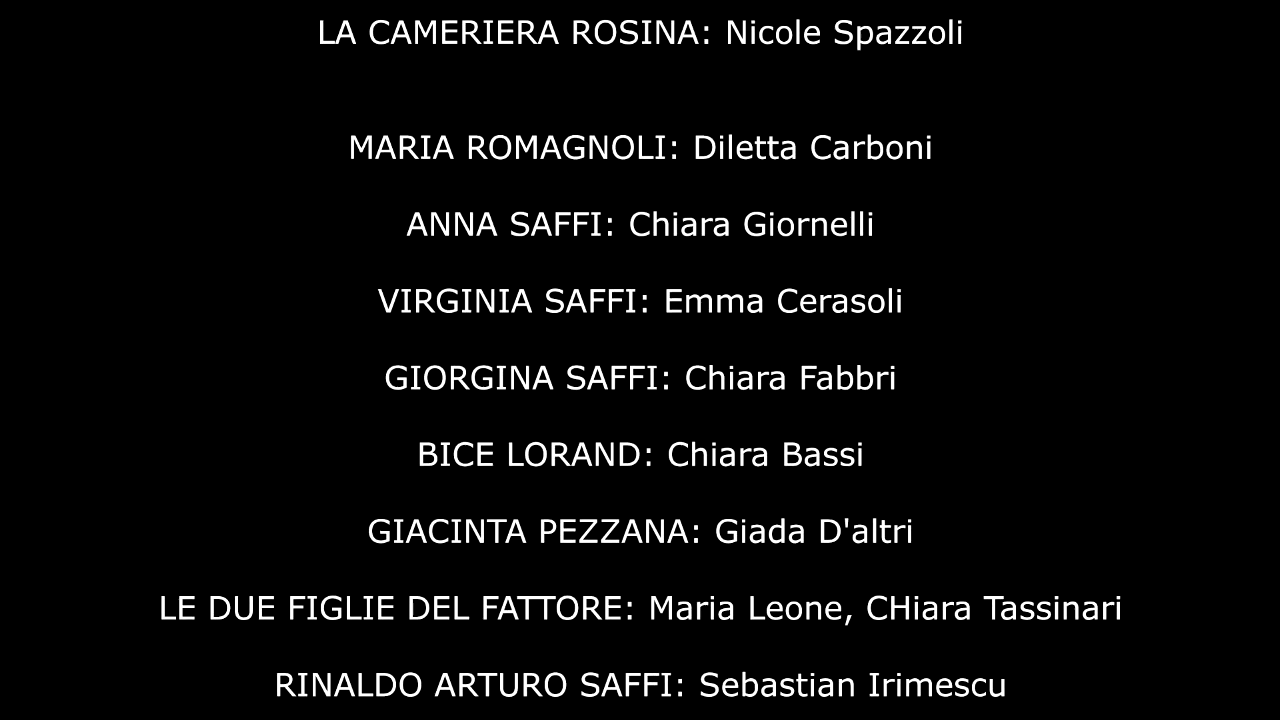 LA CAMERIERA ROSINA: Nicole Spazzoli
MARIA ROMAGNOLI: Diletta Carboni
ANNA SAFFI: Chiara Giornelli
VIRGINIA SAFFI: Emma Cerasoli
GIORGINA SAFFI: Chiara Fabbri
BICE LORAND: Chiara Bassi
GIACINTA PEZZANA: Giada D'altri
LE DUE FIGLIE DEL FATTORE: Maria Leone, CHiara Tassinari
RINALDO ARTURO SAFFI: Sebastian Irimescu